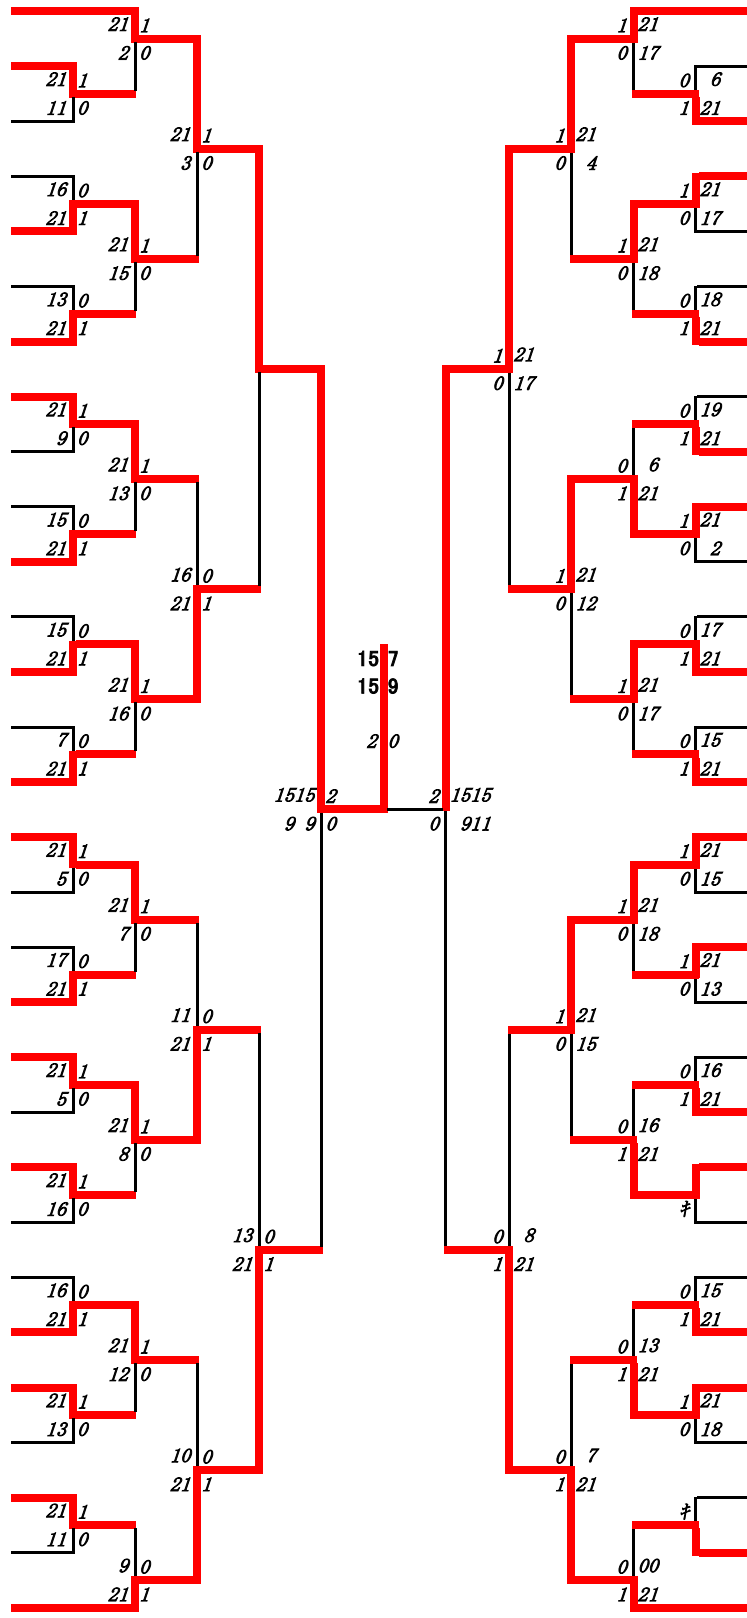 21 1 1 21
2 0 0 17
21 1 0 6
11 0 1 21
21 1 1 21
3 0 0 4
16 0 1 21
21 1 0 17
21 1 1 21
15 0 0 18
13 0 0 18
21 1 1 21
1 21
0 17
21 1 0 19
9 0 1 21
21 1 0 6
13 0 1 21
15 0 1 21
21 1 0 2
16 0 1 21
21 1 0 12
15 0 0 17
21 1 15 7 1 21
21 1 15 9 1 21
16 0 0 17
7 0 2 0 0 15
21 1 1 21
1515 2 2 1515
9 9 0 0 911
21 1 1 21
5 0 0 15
21 1 1 21
7 0 0 18
17 0 1 21
21 1 0 13
11 0 1 21
21 1 0 15
21 1 0 16
5 0 1 21
21 1 0 16
8 0 1 21
21 1
16 0 ｷ
13 0 0 8
21 1 1 21
16 0 0 15
21 1 1 21
21 1 0 13
12 0 1 21
21 1 1 21
13 0 0 18
10 0 0 7
21 1 1 21
21 1 ｷ
11 0
9 0 0 00
21 1 1 21